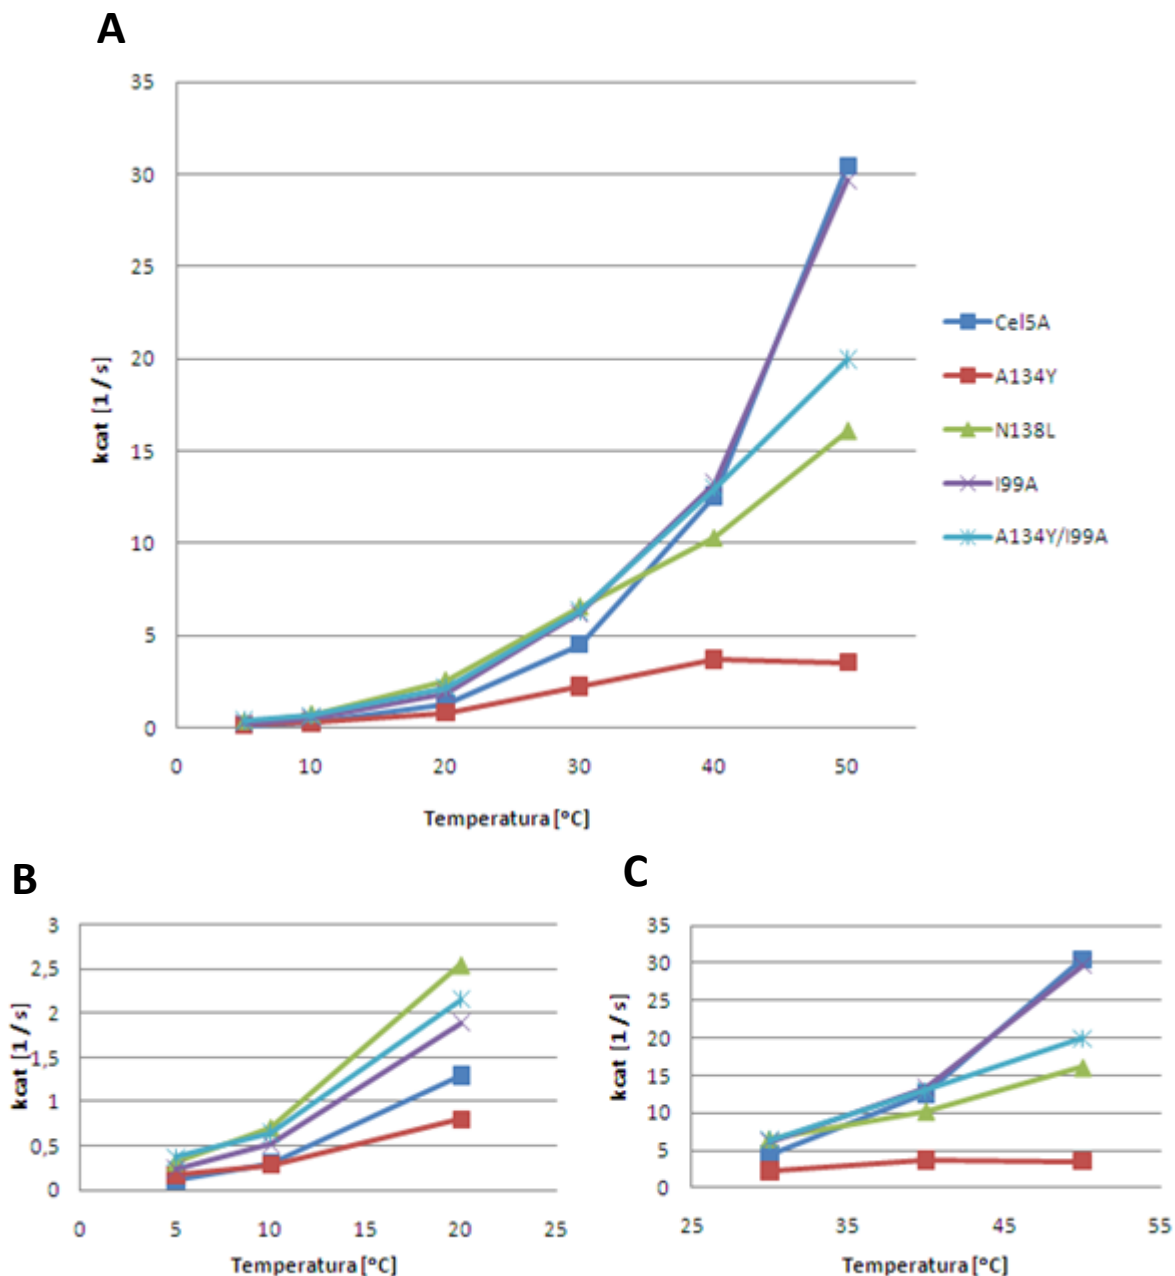 A
35
30
25
20
15
10
5
0
kcat [1 / s]
0 10 20 30 40 50
Temperatura [°C]
Cel5A
A134Y
N138L
I99A
A134Y/I99A
B
3
2,5
2
1,5
1
0,5
0
kcat [1 / s]
0 5 10 15 20 25
Temperatura [°C]
C
35
30
25
20
15
10
5
0
kcat [1 / s]
25 35 45 55
Temperatura [°C]